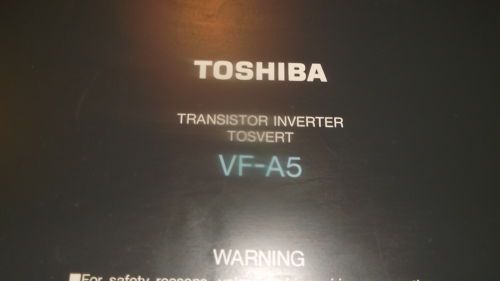 TOSHIBA
TRANSISTOR INVERTER
TOSVERT
VF-A5
WARNING
■For safety reasons,